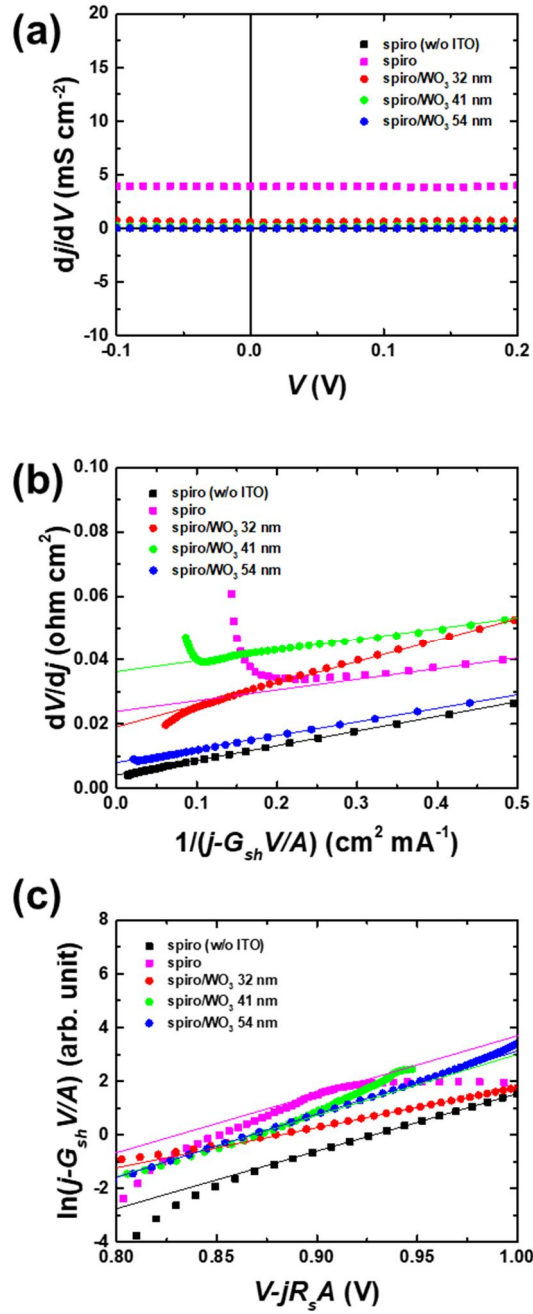 (a)
20
15
10
5
0
-5
-10
dj/dV (mS cm⁻²)
spiro (w/o ITO)
spiro
spiro/WO₃ 32 nm
spiro/WO₃ 41 nm
spiro/WO₃ 54 nm
-0.1 0.0 0.1 0.2
V (V)
(b)
0.10
0.08
0.06
0.04
0.02
0.00
dV/dj (ohm cm²)
spiro (w/o ITO)
spiro
spiro/WO₃ 32 nm
spiro/WO₃ 41 nm
spiro/WO₃ 54 nm
0.0 0.1 0.2 0.3 0.4 0.5
1/(j-GshV/A) (cm² mA⁻¹)
(c)
8
6
4
2
0
-2
-4
ln(j-GshV/A) (arb. unit)
spiro (w/o ITO)
spiro
spiro/WO₃ 32 nm
spiro/WO₃ 41 nm
spiro/WO₃ 54 nm
0.80 0.85 0.90 0.95 1.00
V-jRsA (V)